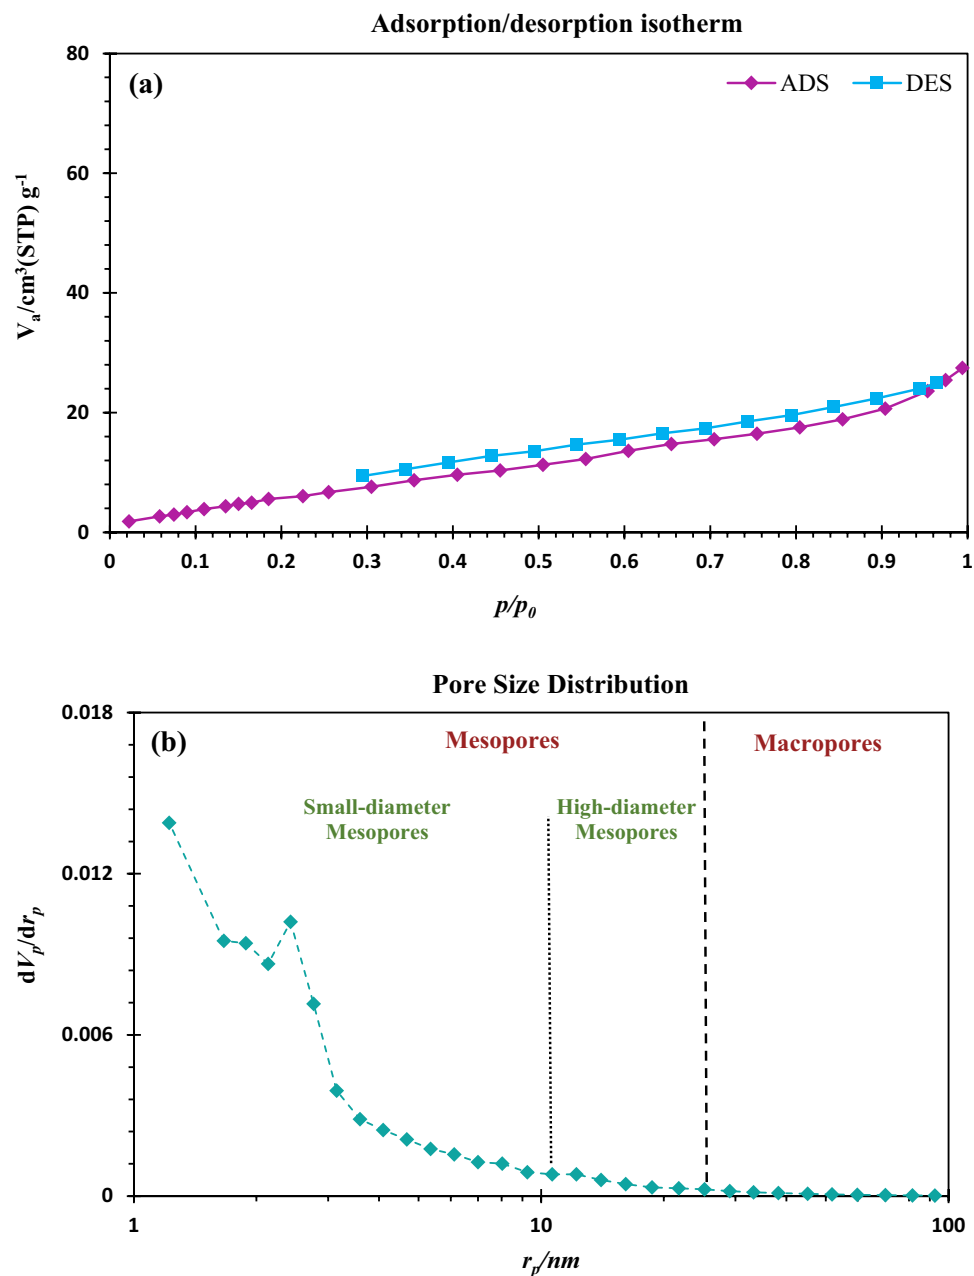 Adsorption/desorption isotherm
(a)
ADS DES
80
60
40
20
0
Vₐ/cm³(STP) g⁻¹
0 0.1 0.2 0.3 0.4 0.5 0.6 0.7 0.8 0.9 1
p/p₀
Pore Size Distribution
(b)
Mesopores
Macropores
Small-diameter
Mesopores
High-diameter
Mesopores
0.018
0.012
0.006
0
dVₚ/drₚ
1 10 100
rₚ/nm